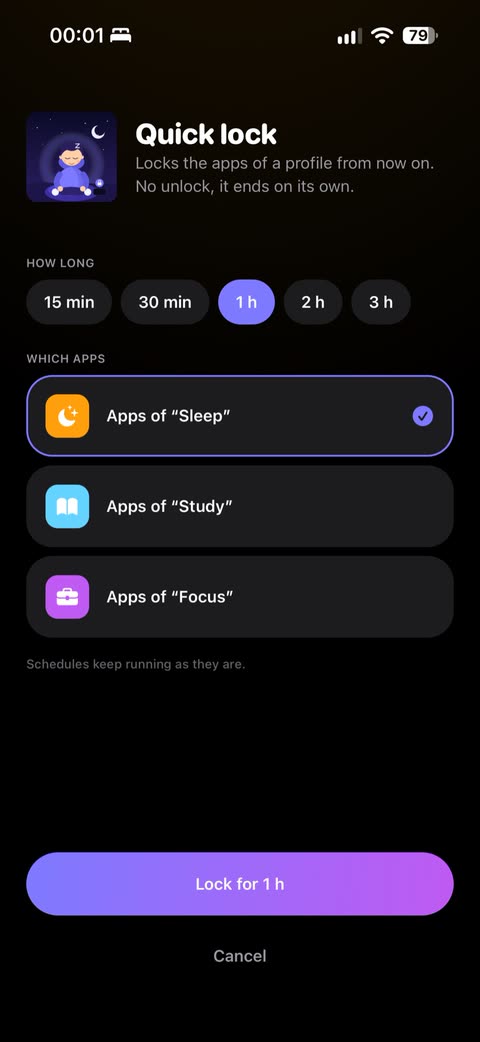 00:01
79
Quick lock
Locks the apps of a profile from now on.
No unlock, it ends on its own.
HOW LONG
15 min
30 min
1 h
2 h
3 h
WHICH APPS
Apps of “Sleep”
Apps of “Study”
Apps of “Focus”
Schedules keep running as they are.
Lock for 1 h
Cancel